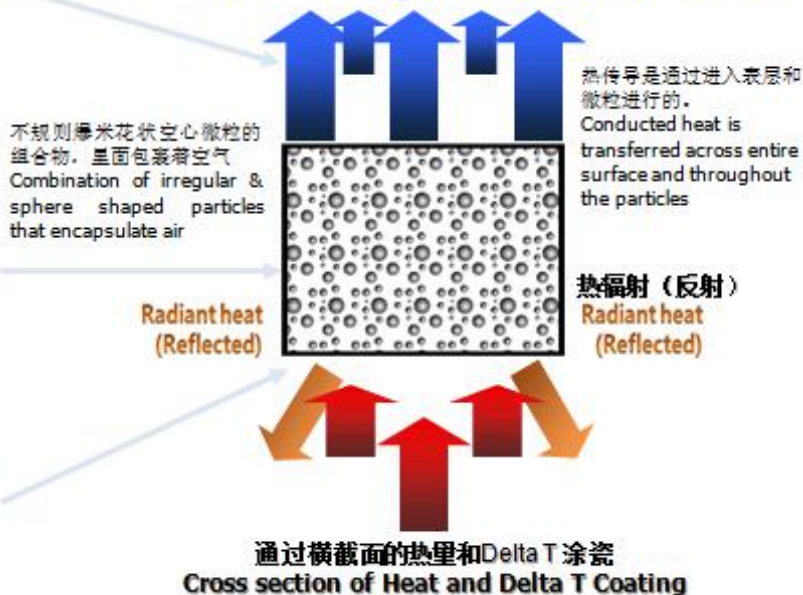 热传导是通过进入表层和
微粒进行的。
Conducted heat is
transferred across entire
surface and throughout
the particles
不规则爆米花状空心微粒的
组合物。里面包裹着空气
Combination of irregular &
sphere shaped particles
that encapsulate air
热辐射（反射）
Radiant heat
(Reflected)
Radiant heat
(Reflected)
通过横截面的热里和Delta T 涂瓷
Cross section of Heat and Delta T Coating